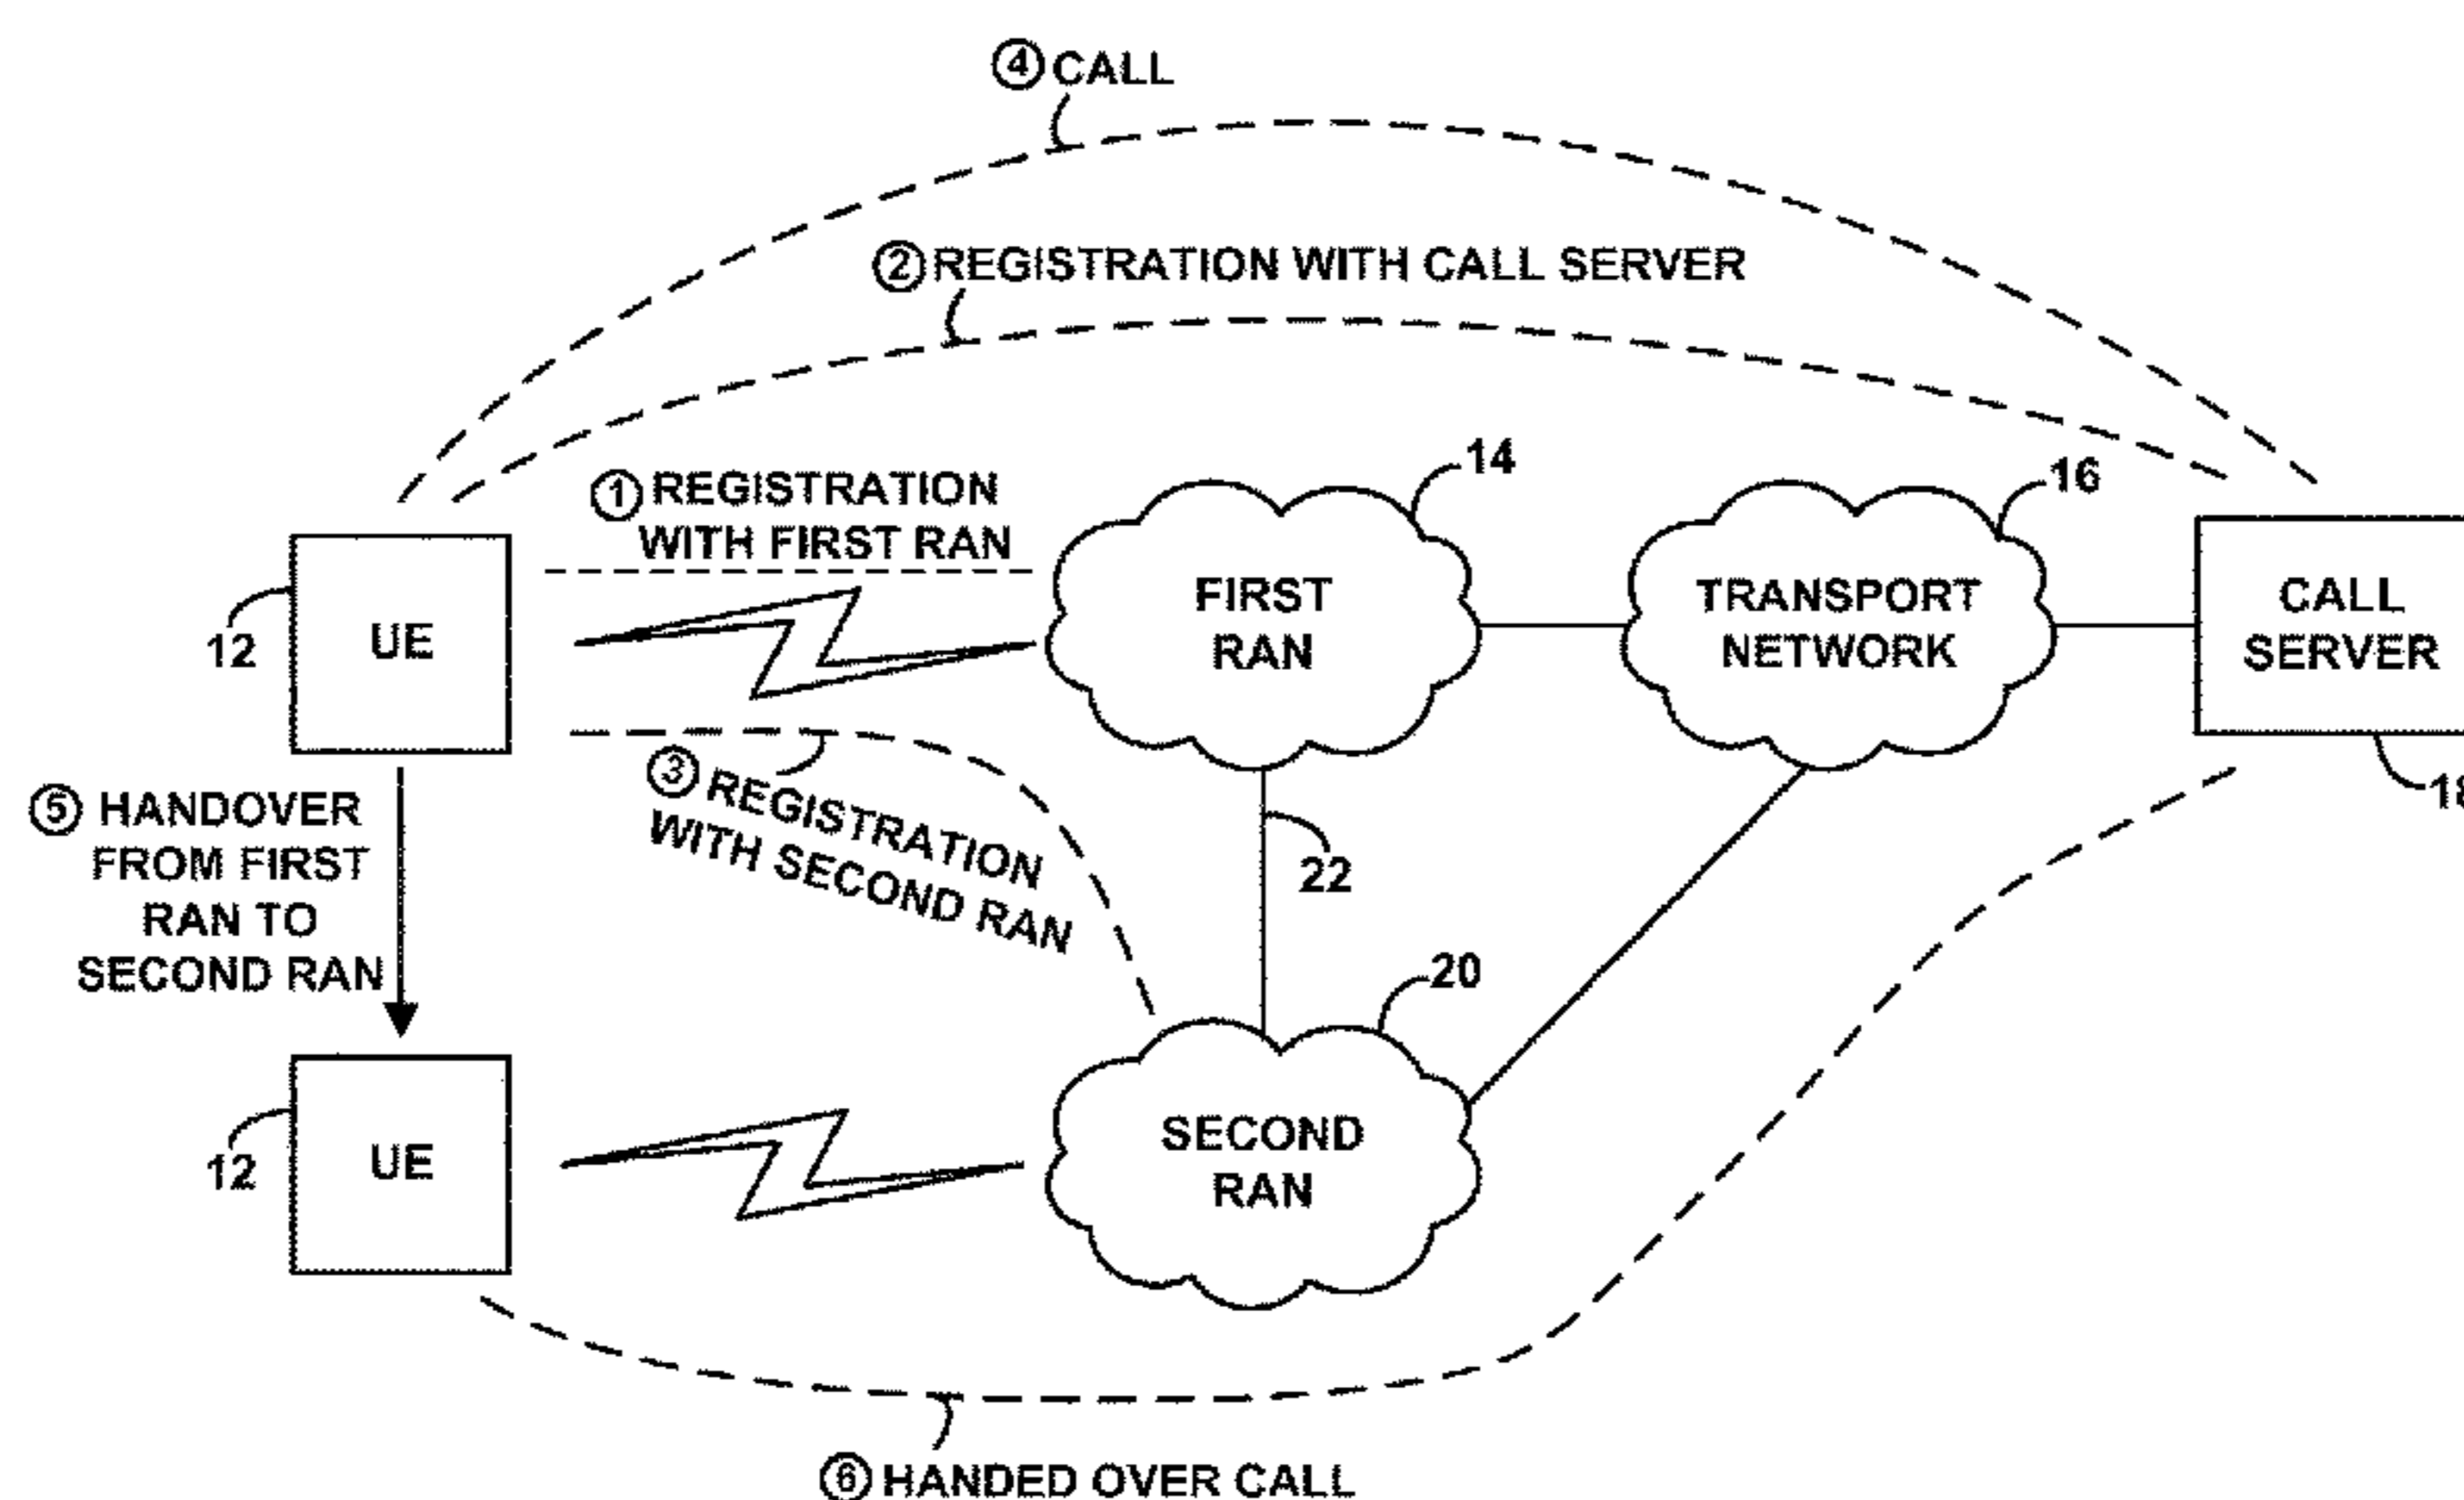 ④ CALL
② REGISTRATION WITH CALL SERVER
① REGISTRATION
WITH FIRST RAN
14
16
12
UE
FIRST
RAN
TRANSPORT
NETWORK
CALL
SERVER
③ REGISTRATION
WITH SECOND RAN
18
⑤ HANDOVER
FROM FIRST
RAN TO
SECOND RAN
22
20
12
UE
SECOND
RAN
⑥ HANDED OVER CALL